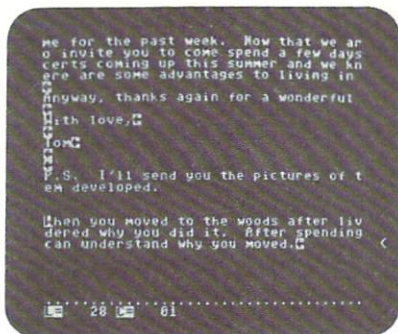 me for the past week. Now that we ar
o invite you to come spend a few days
certs coming up this summer and we kn
ere are some advantages to living in
Anyway, thanks again for a wonderful
With love,
Tom
P.S. I'll send you the pictures of t
em developed.
When you moved to the woods after liv
dered why you did it. After spending
can understand why you moved.
L= 28 C= 01